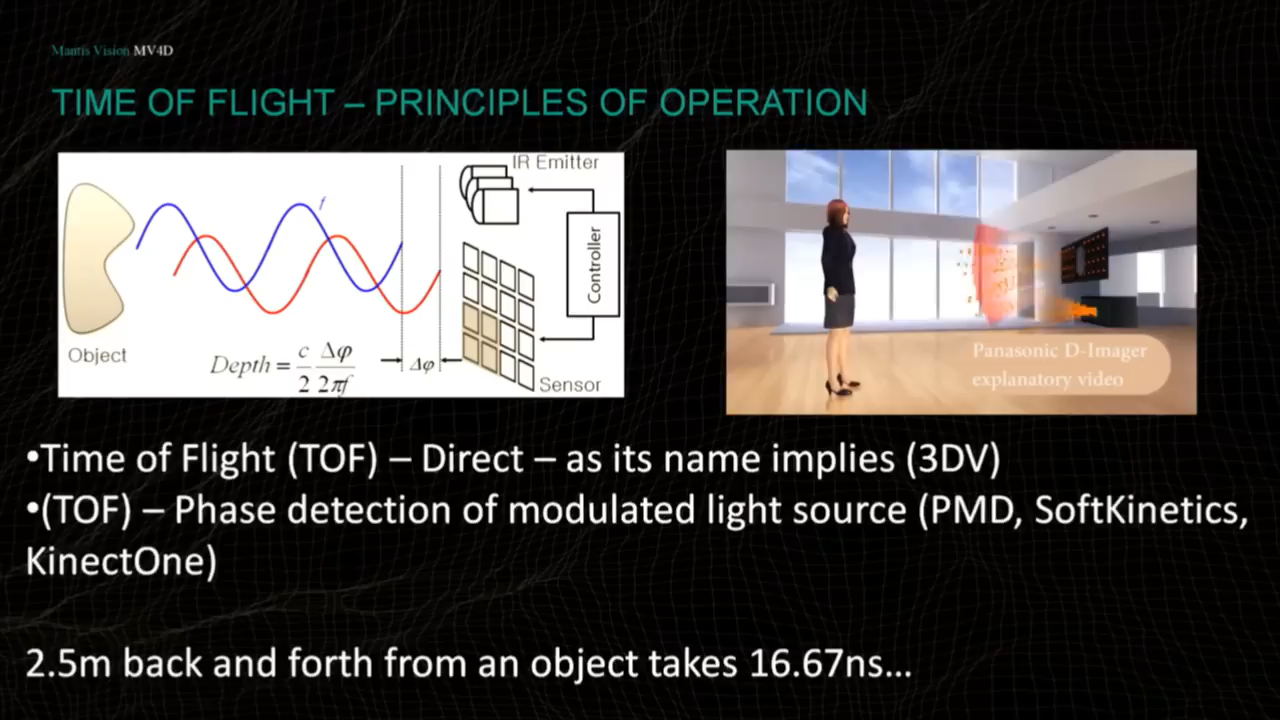 Mantis Vision MV4D
TIME OF FLIGHT – PRINCIPLES OF OPERATION
IR Emitter
f
Controller
Object
Depth = c/2 Δφ/2πf
Δφ
Sensor
Panasonic D-Imager
explanatory video
•Time of Flight (TOF) – Direct – as its name implies (3DV)
•(TOF) – Phase detection of modulated light source (PMD, SoftKinetics,
KinectOne)
2.5m back and forth from an object takes 16.67ns...